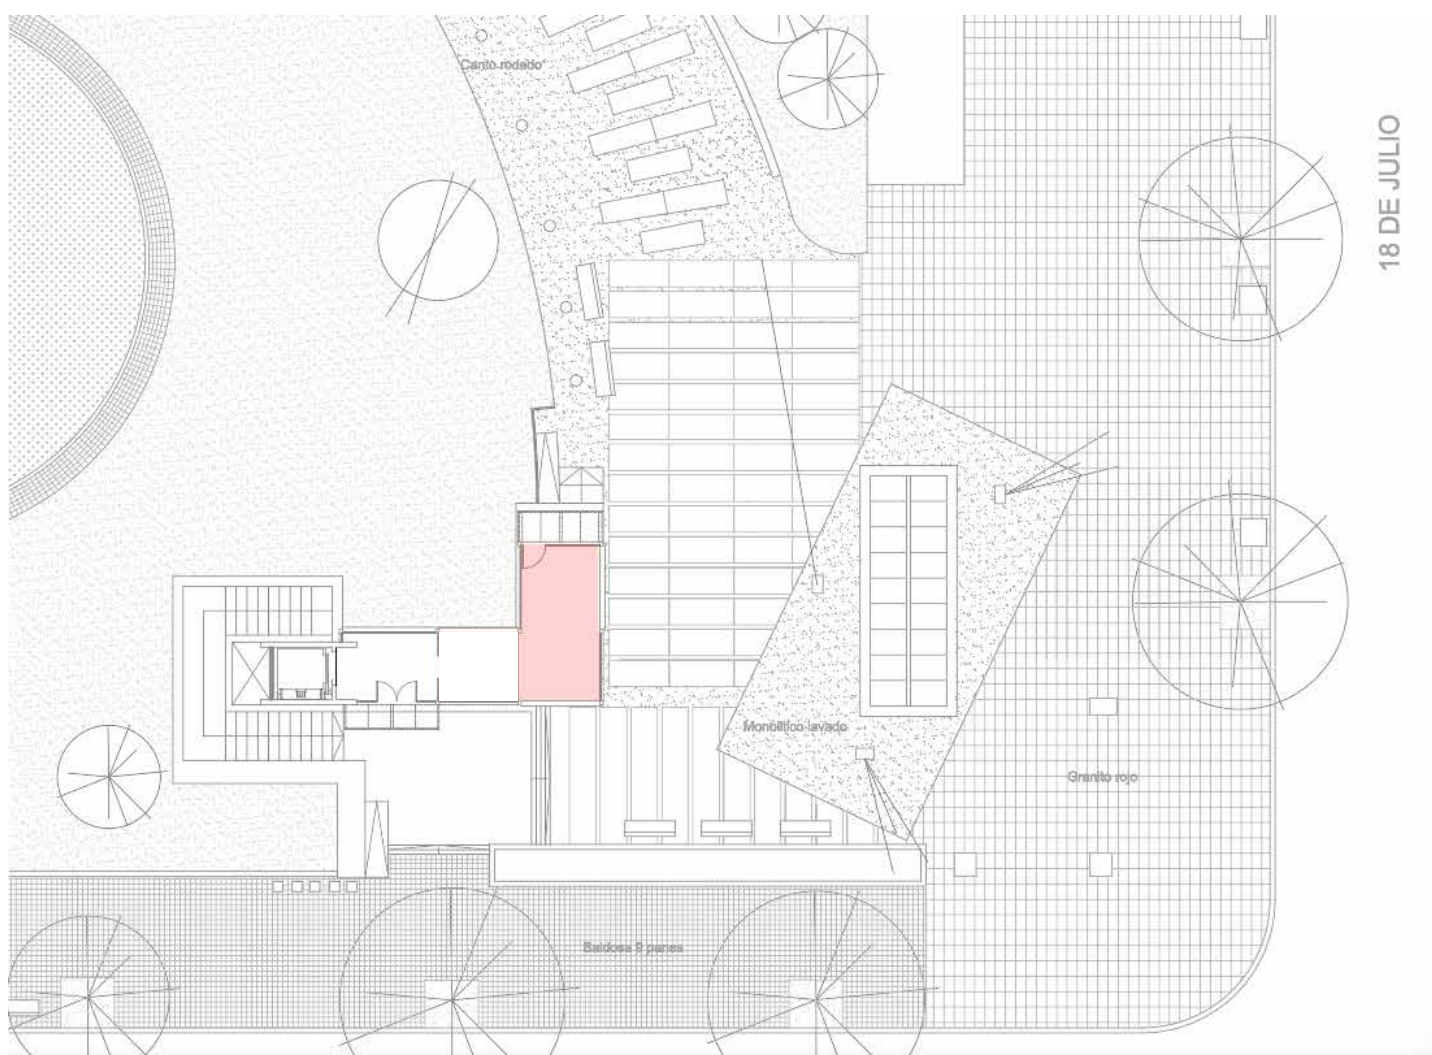 Canto rodado
18 DE JULIO
Monolítico lavado
Granito rojo
Baldosa 9 panes